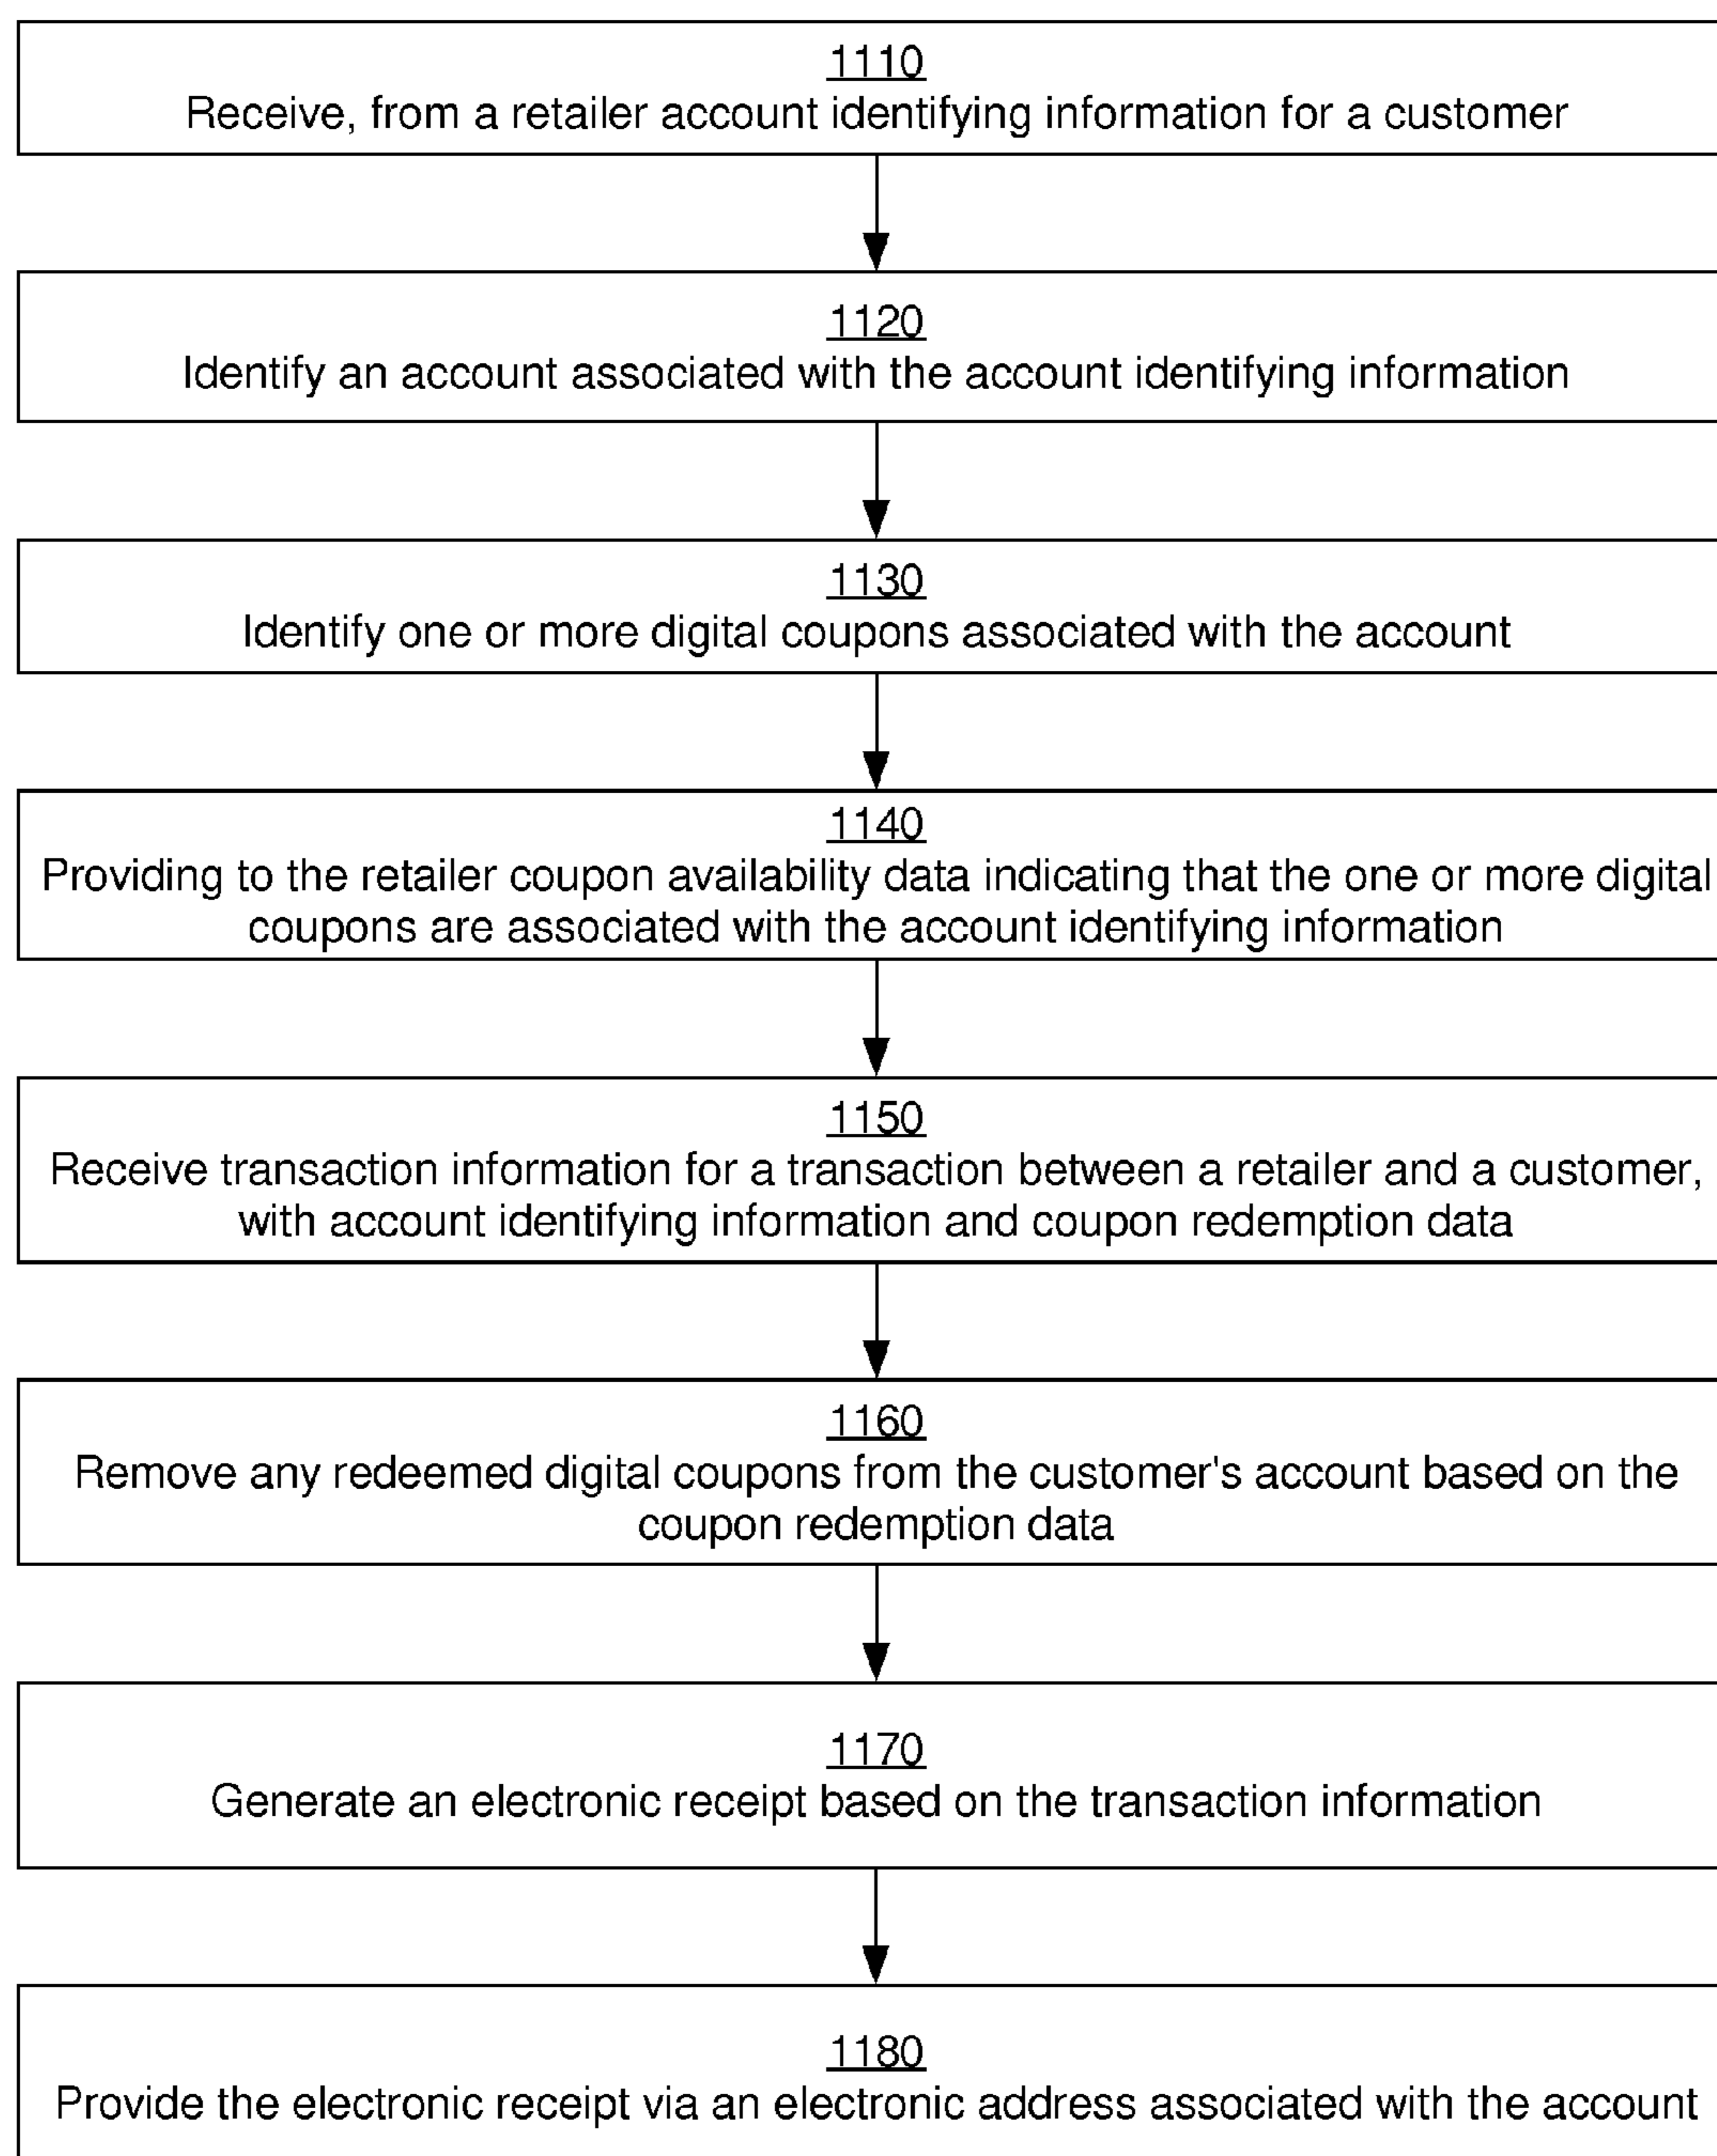 1110
Receive, from a retailer account identifying information for a customer
1120
Identify an account associated with the account identifying information
1130
Identify one or more digital coupons associated with the account
1140
Providing to the retailer coupon availability data indicating that the one or more digital
coupons are associated with the account identifying information
1150
Receive transaction information for a transaction between a retailer and a customer,
with account identifying information and coupon redemption data
1160
Remove any redeemed digital coupons from the customer's account based on the
coupon redemption data
1170
Generate an electronic receipt based on the transaction information
1180
Provide the electronic receipt via an electronic address associated with the account